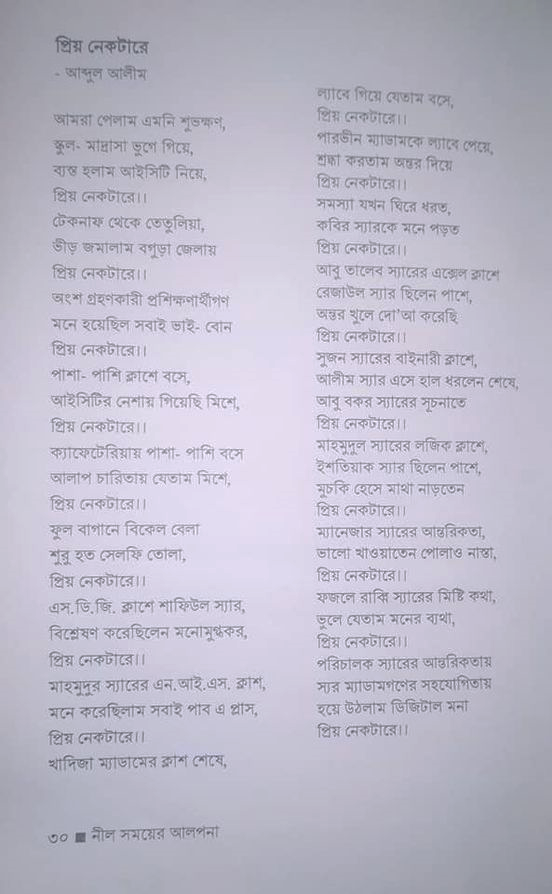 প্রিয় নেকটারে
- আব্দুল আলীম
আমরা পেলাম এমনি শুভক্ষণ,
স্কুল- মাদ্রাসা ভুগে গিয়ে,
ব্যস্ত হলাম আইসিটি নিয়ে,
প্রিয় নেকটারে।।
টেকনাফ থেকে তেতুলিয়া,
ভীড় জমালাম বগুড়া জেলায়
প্রিয় নেকটারে।।
অংশ গ্রহণকারী প্রশিক্ষণার্থীগণ
মনে হয়েছিল সবাই ভাই- বোন
প্রিয় নেকটারে।।
পাশা- পাশি ক্লাশে বসে,
আইসিটির নেশায় গিয়েছি মিশে,
প্রিয় নেকটারে।।
ক্যাফেটেরিয়ায় পাশা- পাশি বসে
আলাপ চারিতায় যেতাম মিশে,
প্রিয় নেকটারে।।
ফুল বাগানে বিকেল বেলা
শুরু হত সেলফি তোলা,
প্রিয় নেকটারে।।
এস.ডি.জি. ক্লাশে শাফিউল স্যার,
বিশ্লেষণ করেছিলেন মনোমুগ্ধকর,
প্রিয় নেকটারে।।
মাহমুদুর স্যারের এন.আই.এস. ক্লাশ,
মনে করেছিলাম সবাই পাব এ প্লাস,
প্রিয় নেকটারে।।
খাদিজা ম্যাডামের ক্লাশ শেষে,
ল্যাবে গিয়ে যেতাম বসে,
প্রিয় নেকটারে।।
পারভীন ম্যাডামকে ল্যাবে পেয়ে,
শ্রদ্ধা করতাম অন্তর দিয়ে
প্রিয় নেকটারে।।
সমস্যা যখন ঘিরে ধরত,
কবির স্যারকে মনে পড়ত
প্রিয় নেকটারে।।
আবু তালেব স্যারের এক্সেল ক্লাশে
রেজাউল স্যার ছিলেন পাশে,
অন্তর খুলে দো'আ করেছি
প্রিয় নেকটারে।।
সুজন স্যারের বাইনারী ক্লাশে,
আলীম স্যার এসে হাল ধরলেন শেষে,
আবু বকর স্যারের সূচনাতে
প্রিয় নেকটারে।।
মাহমুদুল স্যারের লজিক ক্লাশে,
ইশতিয়াক স্যার ছিলেন পাশে,
মুচকি হেসে মাথা নাড়তেন
প্রিয় নেকটারে।।
ম্যানেজার স্যারের আন্তরিকতা,
ভালো খাওয়াতেন পোলাও নাস্তা,
প্রিয় নেকটারে।।
ফজলে রাব্বি স্যারের মিষ্টি কথা,
ভুলে যেতাম মনের ব্যথা,
প্রিয় নেকটারে।।
পরিচালক স্যারের আন্তরিকতায়
স্যর ম্যাডামগণের সহযোগিতায়
হয়ে উঠলাম ডিজিটাল মনা
প্রিয় নেকটারে।।
৩০ ■ নীল সময়ের আলপনা